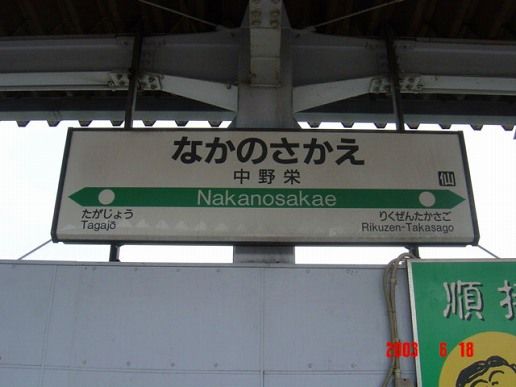 なかのさかえ
中野栄
仙
Nakanosakae
たがじょう
Tagajō
りくぜんたかさご
Rikuzen-Takasago
順
2003 6 18